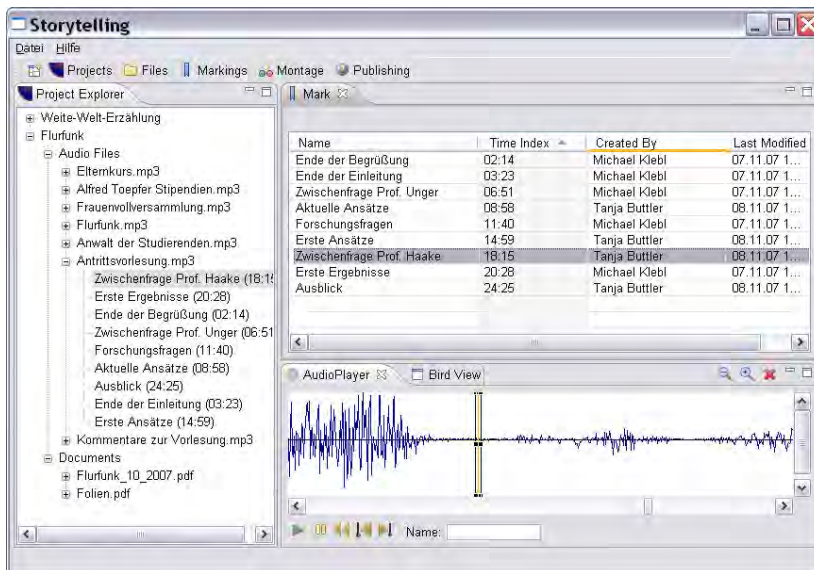 Storytelling
Datei Hilfe
Projects Files Markings Montage Publishing
Project Explorer
Weite-Welt-Erzählung
Flurfunk
Audio Files
Elternkurs.mp3
Alfred Toepfer Stipendien.mp3
Frauenvollversammlung.mp3
Flurfunk.mp3
Anwalt der Studierenden.mp3
Antrittsvorlesung.mp3
Zwischenfrage Prof. Haake (18:15
Erste Ergebnisse (20:28)
Ende der Begrüßung (02:14)
Zwischenfrage Prof. Unger (06:51
Forschungsfragen (11:40)
Aktuelle Ansätze (08:58)
Ausblick (24:25)
Ende der Einleitung (03:23)
Erste Ansätze (14:59)
Kommentare zur Vorlesung.mp3
Documents
Flurfunk_10_2007.pdf
Folien.pdf
Mark
Name Time Index Created By Last Modified
Ende der Begrüßung 02:14 Michael Klebl 07.11.07 1...
Ende der Einleitung 03:23 Michael Klebl 07.11.07 1...
Zwischenfrage Prof. Unger 06:51 Michael Klebl 07.11.07 1...
Aktuelle Ansätze 08:58 Tanja Buttler 08.11.07 1...
Forschungsfragen 11:40 Michael Klebl 07.11.07 1...
Erste Ansätze 14:59 Tanja Buttler 08.11.07 1...
Zwischenfrage Prof. Haake 18:15 Tanja Buttler 08.11.07 1...
Erste Ergebnisse 20:28 Michael Klebl 07.11.07 1...
Ausblick 24:25 Tanja Buttler 08.11.07 1...
AudioPlayer Bird View
Name: